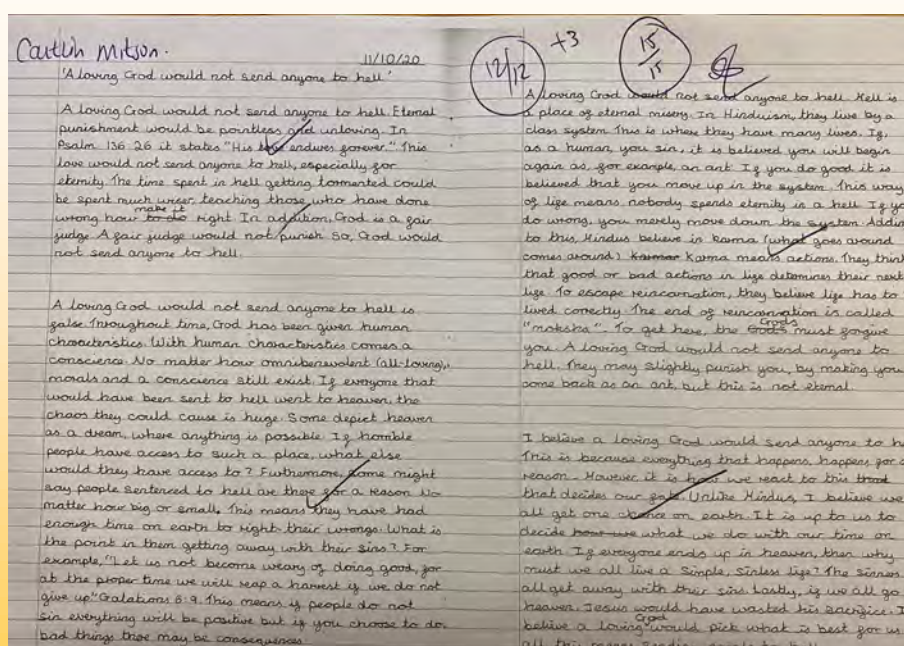 Caitlin Mitson.
11/10/20
'A loving God would not send anyone to hell'
A loving God would not send anyone to hell. Eternal
punishment would be pointless and unloving. In
Psalm 136:26 it states "His love endures forever". This
love would not send anyone to hell, especially for
eternity. The time spent in hell getting tormented could
be spent much wiser, teaching those who have done
wrong how to make it right. In addition, God is a fair
judge. A fair judge would not punish. So, God would
not send anyone to hell.
A loving God would not send anyone to hell is
false. Throughout time, God has been given human
characteristics. With human characteristics comes a
conscience. No matter how omnibenevolent (all-loving),
morals and a conscience still exist. If everyone that
would have been sent to hell went to heaven, the
chaos they could cause is huge. Some depict heaven
as a dream, where anything is possible. If horrible
people have access to such a place, what else
would they have access to? Furthermore, some might
say people sentenced to hell are there for a reason. No
matter how big or small. This means they have had
enough time on earth to right their wrongs. What is
the point in them getting away with their sins? For
example, "Let us not become weary of doing good, for
at the proper time we will reap a harvest if we do not
give up" Galations 6:9. This means if people do not
sin everything will be positive but if you choose to do
bad things there may be consequences.
12/12
+3
15/15
A loving God would not send anyone to hell. Hell is
a place of eternal misery. In Hinduism, they live by a
class system. This is where they have many lives. If,
as a human, you sin, it is believed you will begin
again as, for example, an ant. If you do good it is
believed that you move up in the system. This way
of life means nobody spends eternity in a hell. If you
do wrong, you merely move down the system. Addin
to this, Hindus believe in karma (what goes around
comes around) Karma means actions. They think
that good or bad actions in life determines their next
life. To escape reincarnation, they believe life has to
lived correctly. The end of reincarnation is called
"moksha". To get here, the Gods must forgive
you. A loving God would not send anyone to
hell. They may slightly punish you, by making you
come back as an ant, but this is not eternal.
I believe a loving God would send anyone to he
This is because everything that happens, happens for a
reason. However it is how we react to this
that decides our fate. Unlike Hindus, I believe we
all get one chance on earth. It is up to us to
decide what we do with our time on
earth. If everyone ends up in heaven, then why
must we all live a simple, sinless life? The sinners
all get away with their sins. Lastly, if we all go
heaven, Jesus would have wasted his sacrifice. I
believe a loving God would pick what is best for us